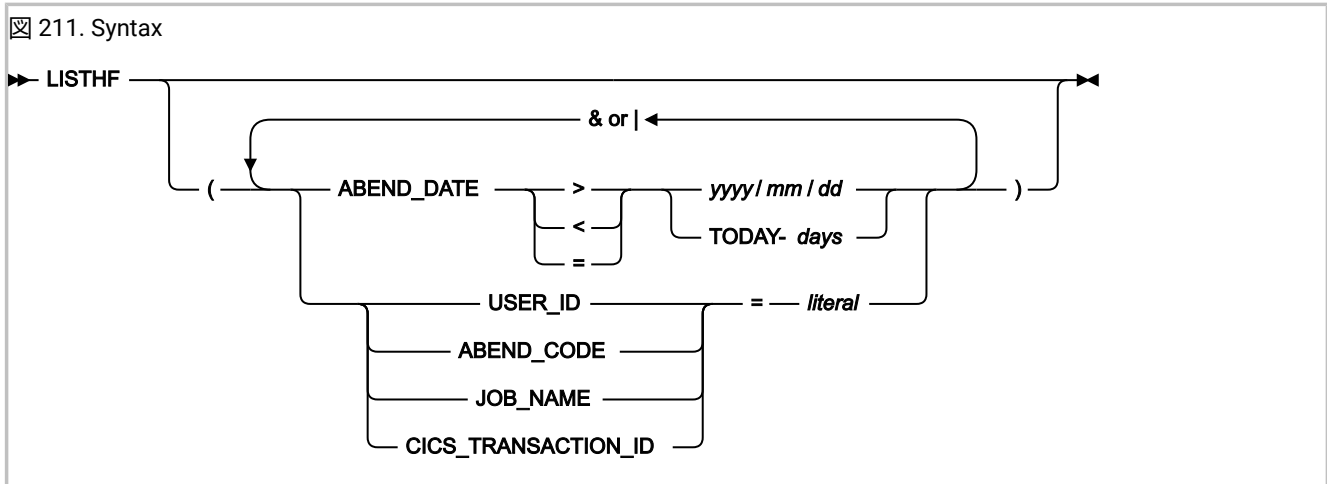 図 211. Syntax
LISTHF
& or |
( ABEND_DATE > yyyy / mm / dd )
< TODAY- days
=
USER_ID = literal
ABEND_CODE
JOB_NAME
CICS_TRANSACTION_ID